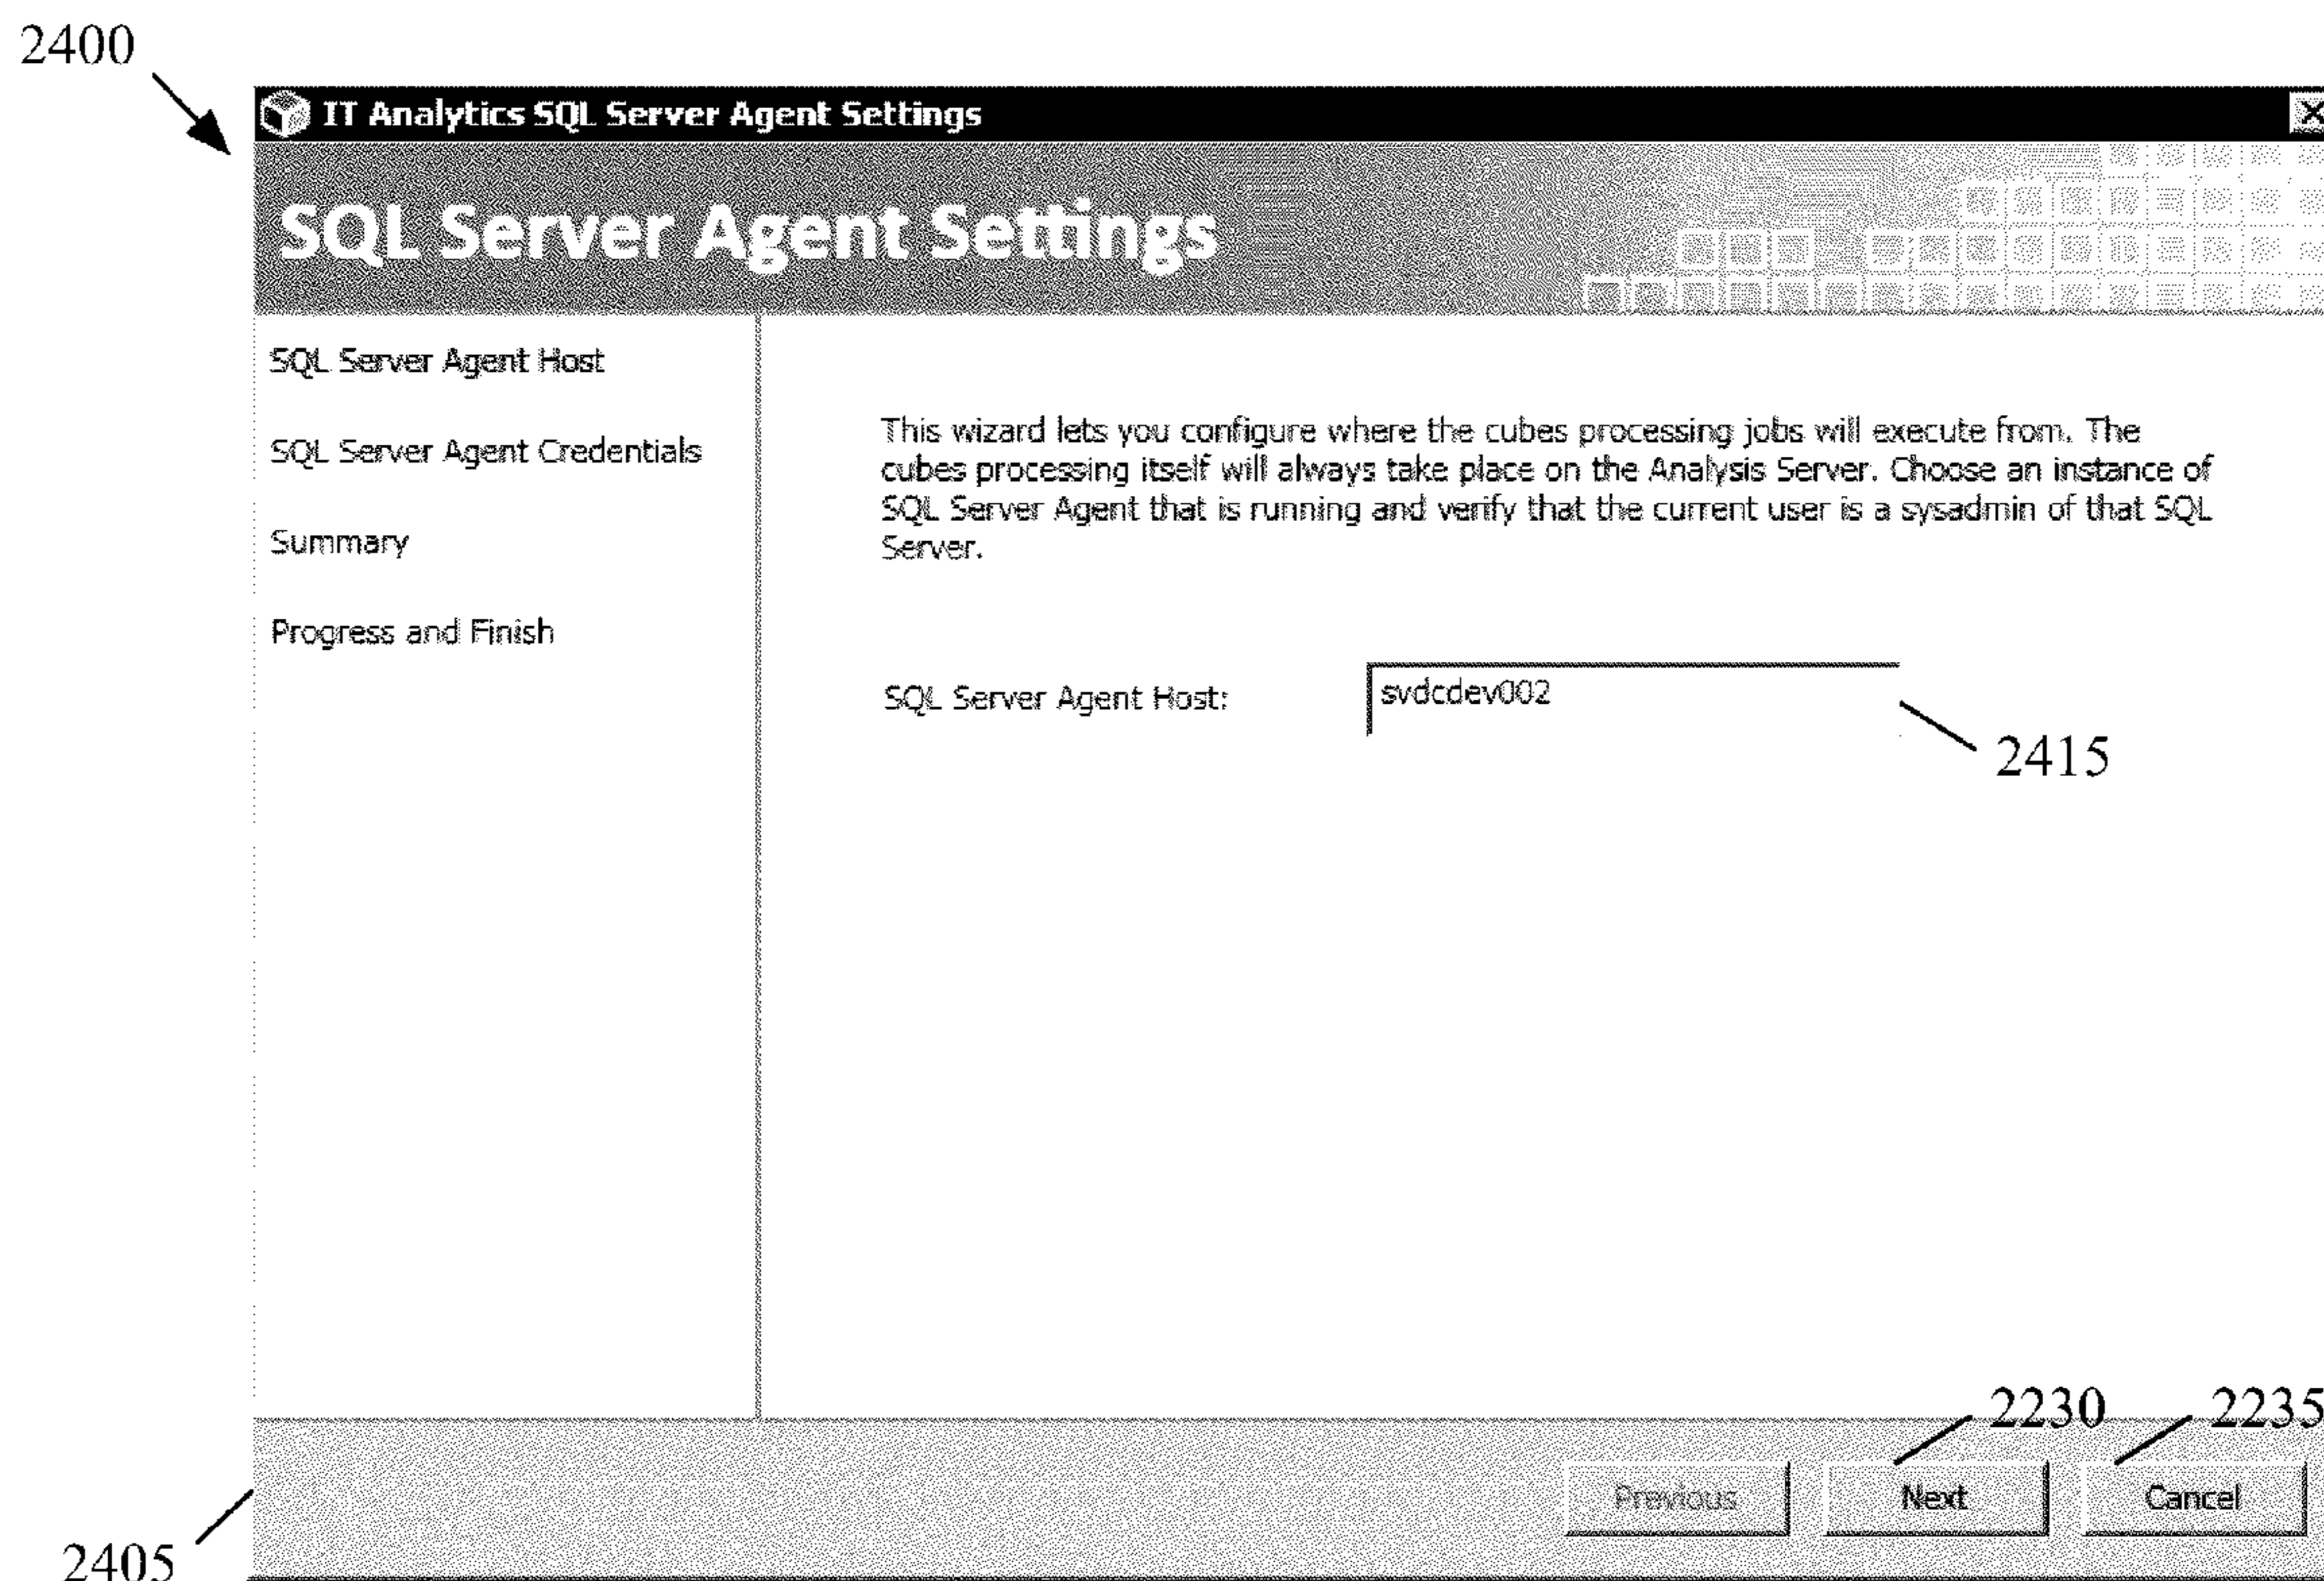 2400
IT Analytics SQL Server Agent Settings
SQL Server Agent Settings
SQL Server Agent Host
SQL Server Agent Credentials
Summary
Progress and Finish
This wizard lets you configure where the cubes processing jobs will execute from. The
cubes processing itself will always take place on the Analysis Server. Choose an instance of
SQL Server Agent that is running and verify that the current user is a sysadmin of that SQL
Server.
SQL Server Agent Host:
svdcdev002
2415
2230
2235
Previous
Next
Cancel
2405